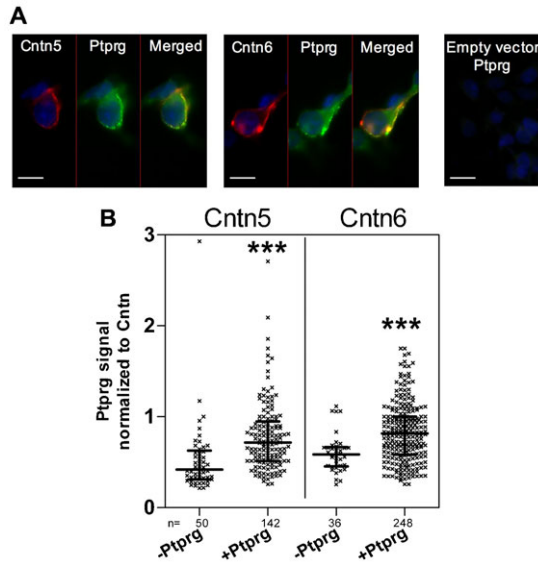 A
Cntn5 Ptprg Merged
Cntn6 Ptprg Merged
Empty vector
Ptprg
B
Cntn5 Cntn6
Ptprg signal
normalized to Cntn
3
2
1
0
***
***
n= 50 142 36 248
-Ptprg +Ptprg -Ptprg +Ptprg